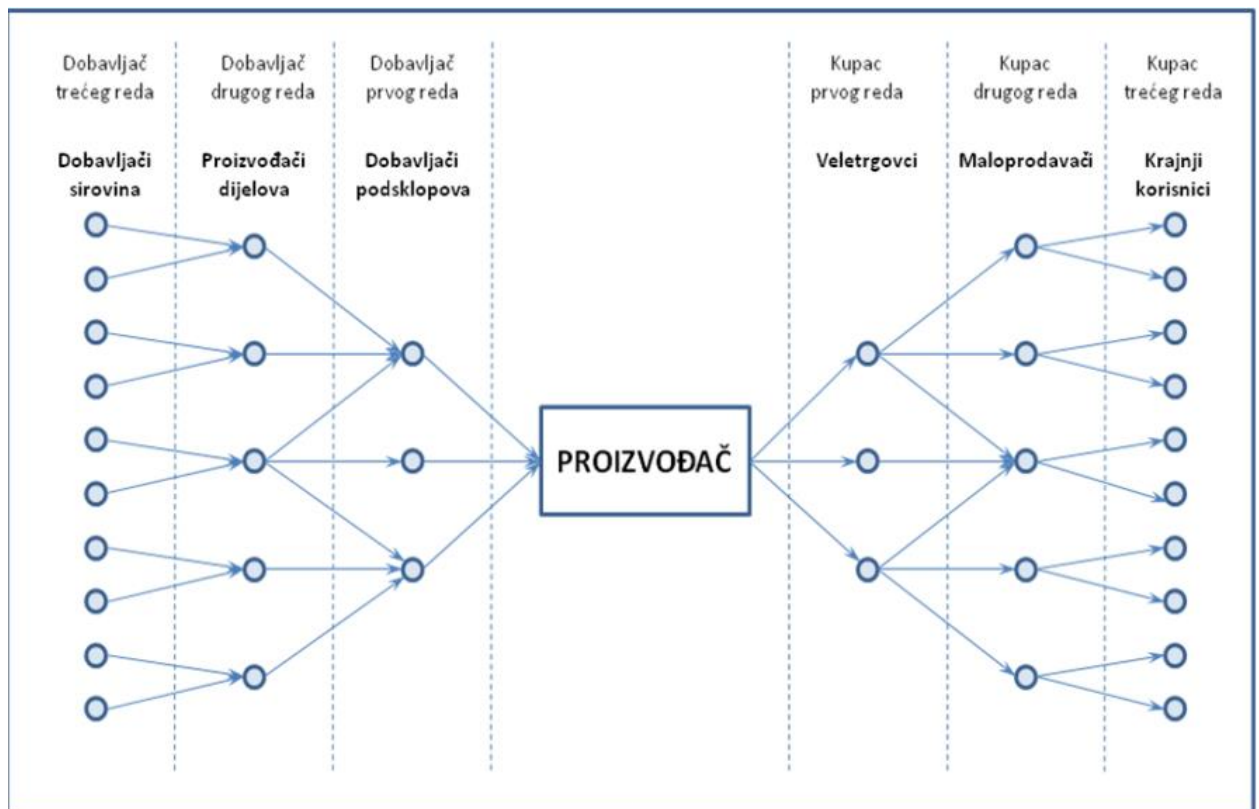 Dobavljač
trećeg reda
Dobavljač
drugog reda
Dobavljač
prvog reda
Kupac
prvog reda
Kupac
drugog reda
Kupac
trećeg reda
Dobavljači
sirovina
Proizvođači
dijelova
Dobavljači
podsklopova
Veletrgovci
Maloprodavači
Krajnji
korisnici
PROIZVOĐAČ